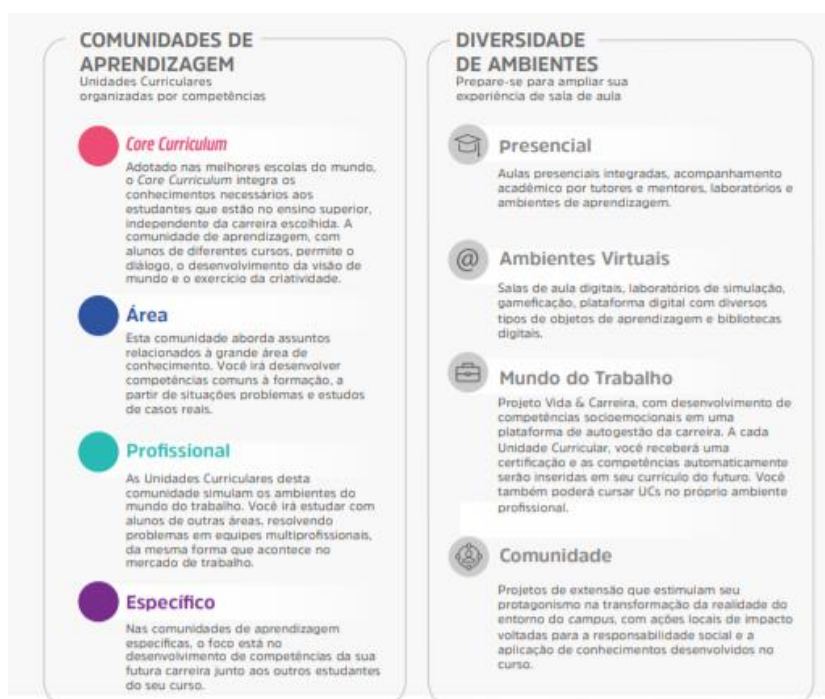 COMUNIDADES DE
APRENDIZAGEM
Unidades Curriculares
organizadas por competências
Core Curriculum
Adotado nas melhores escolas do mundo,
o Core Curriculum integra os
conhecimentos necessários aos
estudantes que estão no ensino superior,
independente da carreira escolhida. A
comunidade de aprendizagem, com
alunos de diferentes cursos, permite o
diálogo, o desenvolvimento da visão de
mundo e o exercício da criatividade.
Área
Esta comunidade aborda assuntos
relacionados à grande área de
conhecimento. Você irá desenvolver
competências comuns à formação, a
partir de situações problemas e estudos
de casos reais.
Profissional
As Unidades Curriculares desta
comunidade simulam os ambientes do
mundo do trabalho. Você irá estudar com
alunos de outras áreas, resolvendo
problemas em equipes multiprofissionais,
da mesma forma que acontece no
mercado de trabalho.
Específico
Nas comunidades de aprendizagem
específicas, o foco está no
desenvolvimento de competências da sua
futura carreira junto aos outros estudantes
do seu curso.
DIVERSIDADE
DE AMBIENTES
Prepare-se para ampliar sua
experiência de sala de aula
Presencial
Aulas presenciais integradas, acompanhamento
acadêmico por tutores e mentores, laboratórios e
ambientes de aprendizagem.
@ Ambientes Virtuais
Salas de aula digitais, laboratórios de simulação,
gameficação, plataforma digital com diversos
tipos de objetos de aprendizagem e bibliotecas
digitais.
Mundo do Trabalho
Projeto Vida & Carreira, com desenvolvimento de
competências socioemocionais em uma
plataforma de autogestão da carreira. A cada
Unidade Curricular, você receberá uma
certificação e as competências automaticamente
serão inseridas em seu currículo do futuro. Você
também poderá cursar UCs no próprio ambiente
profissional.
Comunidade
Projetos de extensão que estimulam seu
protagonismo na transformação da realidade do
entorno do campus, com ações locais de impacto
voltadas para a responsabilidade social e a
aplicação de conhecimentos desenvolvidos no
curso.